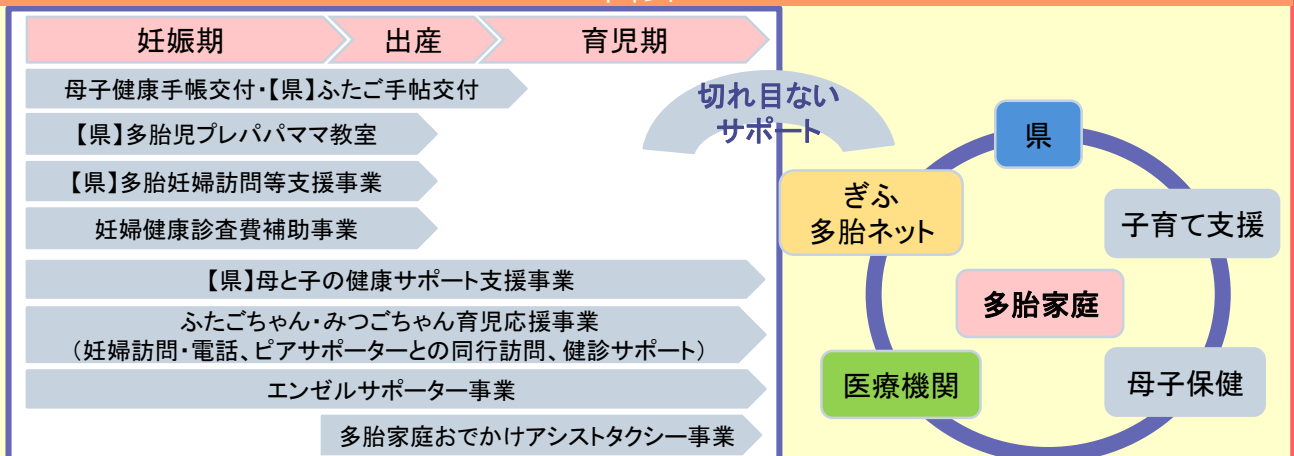 妊娠期
出産
育児期
母子健康手帳交付・【県】ふたご手帖交付
【県】多胎児プレパパママ教室
【県】多胎妊婦訪問等支援事業
妊婦健康診査費補助事業
【県】母と子の健康サポート支援事業
ふたごちゃん・みつごちゃん育児応援事業
（妊婦訪問・電話、ピアサポーターとの同行訪問、健診サポート）
エンゼルサポーター事業
多胎家庭おでかけアシストタクシー事業
切れ目ない
サポート
県
ぎふ
多胎ネット
子育て支援
多胎家庭
医療機関
母子保健